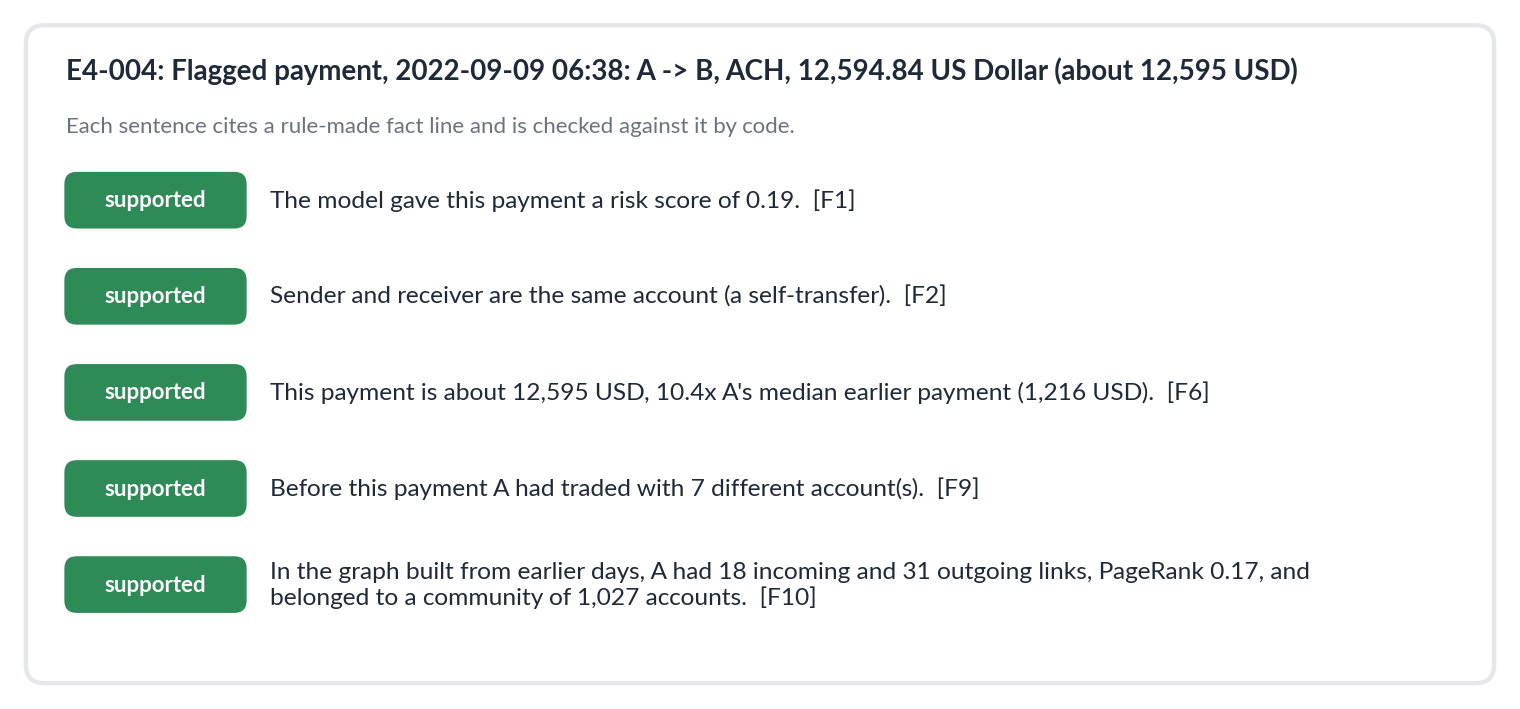 E4-004: Flagged payment, 2022-09-09 06:38: A -> B, ACH, 12,594.84 US Dollar (about 12,595 USD)
Each sentence cites a rule-made fact line and is checked against it by code.
supported The model gave this payment a risk score of 0.19. [F1]
supported Sender and receiver are the same account (a self-transfer). [F2]
supported This payment is about 12,595 USD, 10.4x A's median earlier payment (1,216 USD). [F6]
supported Before this payment A had traded with 7 different account(s). [F9]
supported In the graph built from earlier days, A had 18 incoming and 31 outgoing links, PageRank 0.17, and
belonged to a community of 1,027 accounts. [F10]